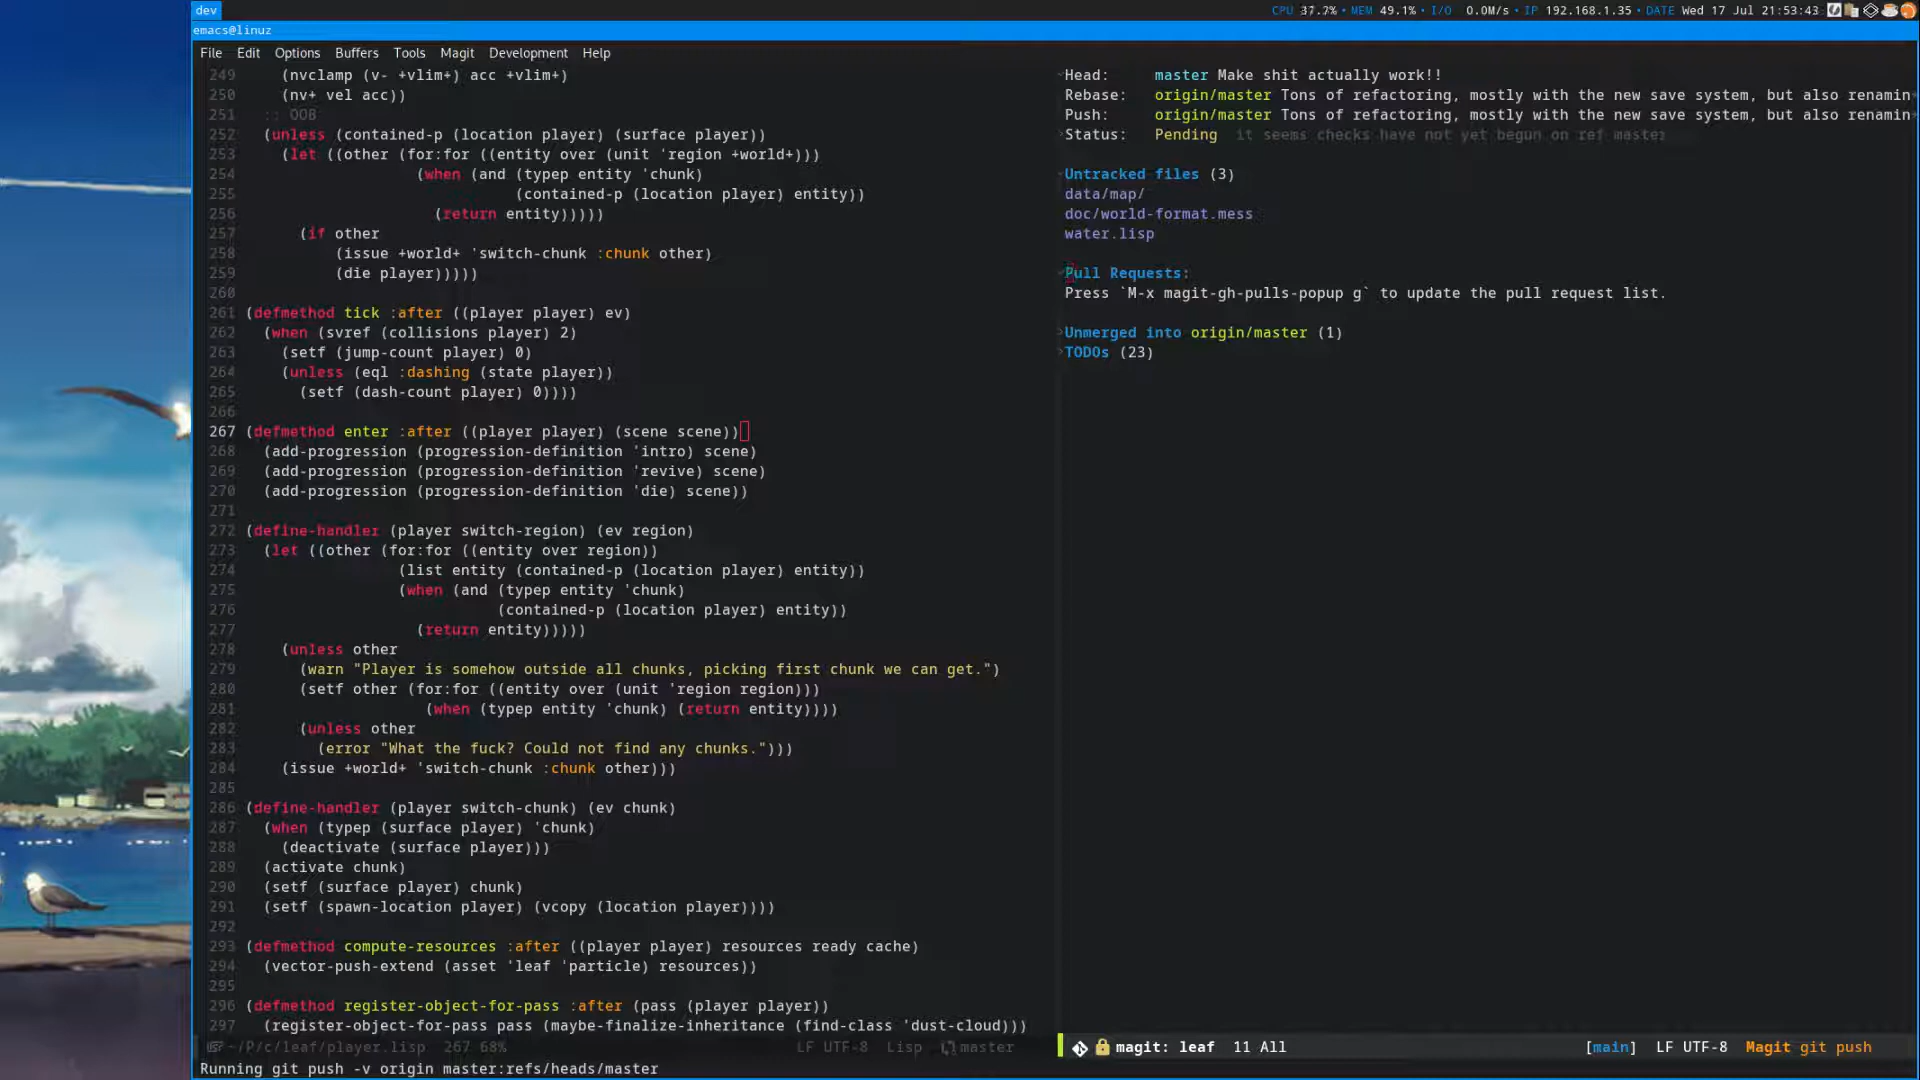 dev
CPU 37.7% • MEM 49.1% • I/O 0.0M/s • IP 192.168.1.35 • DATE Wed 17 Jul 21:53:43
emacs@linuz
File Edit Options Buffers Tools Magit Development Help
249 (nvclamp (v- +vlim+) acc +vlim+)
250 (nv+ vel acc))
251 ;; OOB
252 (unless (contained-p (location player) (surface player))
253 (let ((other (for:for ((entity over (unit 'region +world+)))
254 (when (and (typep entity 'chunk)
255 (contained-p (location player) entity))
256 (return entity)))))
257 (if other
258 (issue +world+ 'switch-chunk :chunk other)
259 (die player)))))
260
261 (defmethod tick :after ((player player) ev)
262 (when (svref (collisions player) 2)
263 (setf (jump-count player) 0)
264 (unless (eql :dashing (state player))
265 (setf (dash-count player) 0))))
266
267 (defmethod enter :after ((player player) (scene scene))
268 (add-progression (progression-definition 'intro) scene)
269 (add-progression (progression-definition 'revive) scene)
270 (add-progression (progression-definition 'die) scene))
271
272 (define-handler (player switch-region) (ev region)
273 (let ((other (for:for ((entity over region))
274 (list entity (contained-p (location player) entity))
275 (when (and (typep entity 'chunk)
276 (contained-p (location player) entity))
277 (return entity)))))
278 (unless other
279 (warn "Player is somehow outside all chunks, picking first chunk we can get.")
280 (setf other (for:for ((entity over (unit 'region region)))
281 (when (typep entity 'chunk) (return entity))))
282 (unless other
283 (error "What the fuck? Could not find any chunks.")))
284 (issue +world+ 'switch-chunk :chunk other)))
285
286 (define-handler (player switch-chunk) (ev chunk)
287 (when (typep (surface player) 'chunk)
288 (deactivate (surface player)))
289 (activate chunk)
290 (setf (surface player) chunk)
291 (setf (spawn-location player) (vcopy (location player))))
292
293 (defmethod compute-resources :after ((player player) resources ready cache)
294 (vector-push-extend (asset 'leaf 'particle) resources))
295
296 (defmethod register-object-for-pass :after (pass (player player))
297 (register-object-for-pass pass (maybe-finalize-inheritance (find-class 'dust-cloud)))
~/P/c/leaf/player.lisp 267 68% LF UTF-8 Lisp master
Head: master Make shit actually work!!
Rebase: origin/master Tons of refactoring, mostly with the new save system, but also renamin
Push: origin/master Tons of refactoring, mostly with the new save system, but also renamin
Status: Pending it seems checks have not yet begun on ref master
Untracked files (3)
data/map/
doc/world-format.mess
water.lisp
Pull Requests:
Press `M-x magit-gh-pulls-popup g` to update the pull request list.
Unmerged into origin/master (1)
TODOs (23)
magit: leaf 11 All [main] LF UTF-8 Magit git push
Running git push -v origin master:refs/heads/master